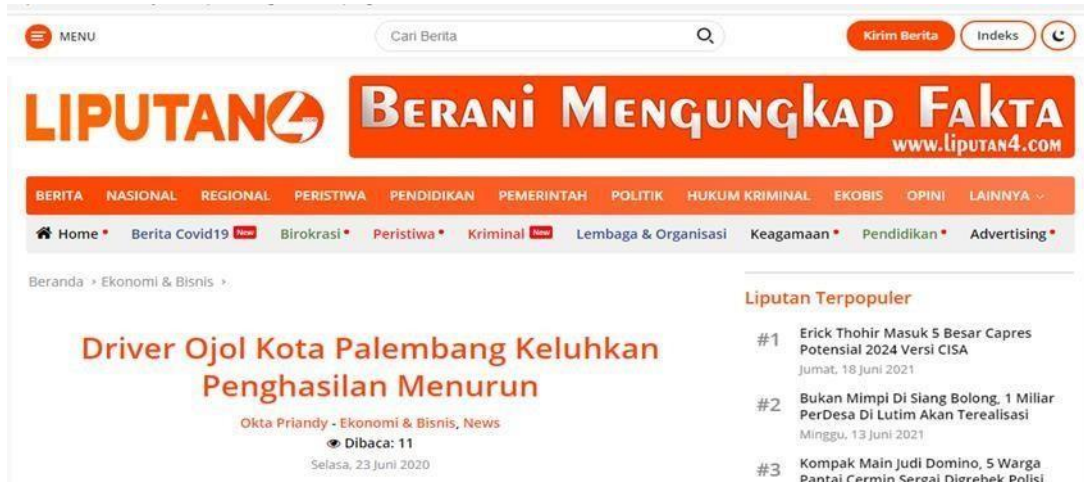 MENU
Cari Berita
Kirim Berita
Indeks
LIPUTAN4
BERANI MENGUNGKAP FAKTA
www.liputan4.com
BERITA NASIONAL REGIONAL PERISTIWA PENDIDIKAN PEMERINTAH POLITIK HUKUM KRIMINAL EKOBIS OPINI LAINNYA
Home Berita Covid19 New Birokrasi Peristiwa Kriminal New Lembaga & Organisasi Keagamaan Pendidikan Advertising
Beranda › Ekonomi & Bisnis ›
Driver Ojol Kota Palembang Keluhkan
Penghasilan Menurun
Okta Priandy - Ekonomi & Bisnis, News
Dibaca: 11
Selasa, 23 Juni 2020
Liputan Terpopuler
#1 Erick Thohir Masuk 5 Besar Capres
Potensial 2024 Versi CISA
Jumat, 18 Juni 2021
#2 Bukan Mimpi Di Siang Bolong, 1 Miliar
PerDesa Di Lutim Akan Terealisasi
Minggu, 13 Juni 2021
#3 Kompak Main Judi Domino, 5 Warga
Pantai Cermin Sergai Digrebek Polisi,